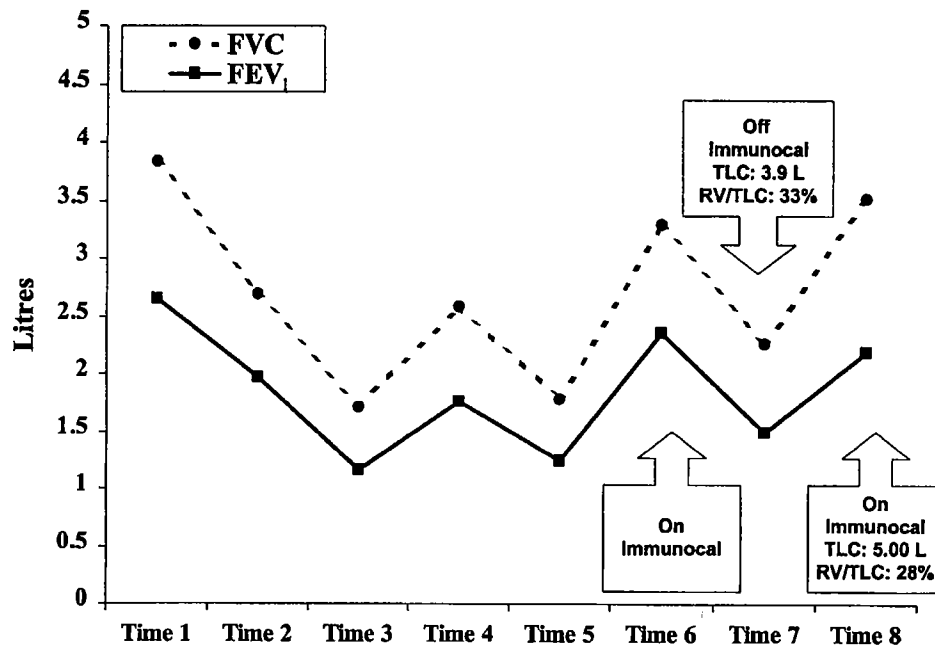 5
4.5
4
3.5
3
2.5
2
1.5
1
0.5
0
Litres
FVC
FEV₁
Off
Immunocal
TLC: 3.9 L
RV/TLC: 33%
On
Immunocal
On
Immunocal
TLC: 5.00 L
RV/TLC: 28%
Time 1 Time 2 Time 3 Time 4 Time 5 Time 6 Time 7 Time 8